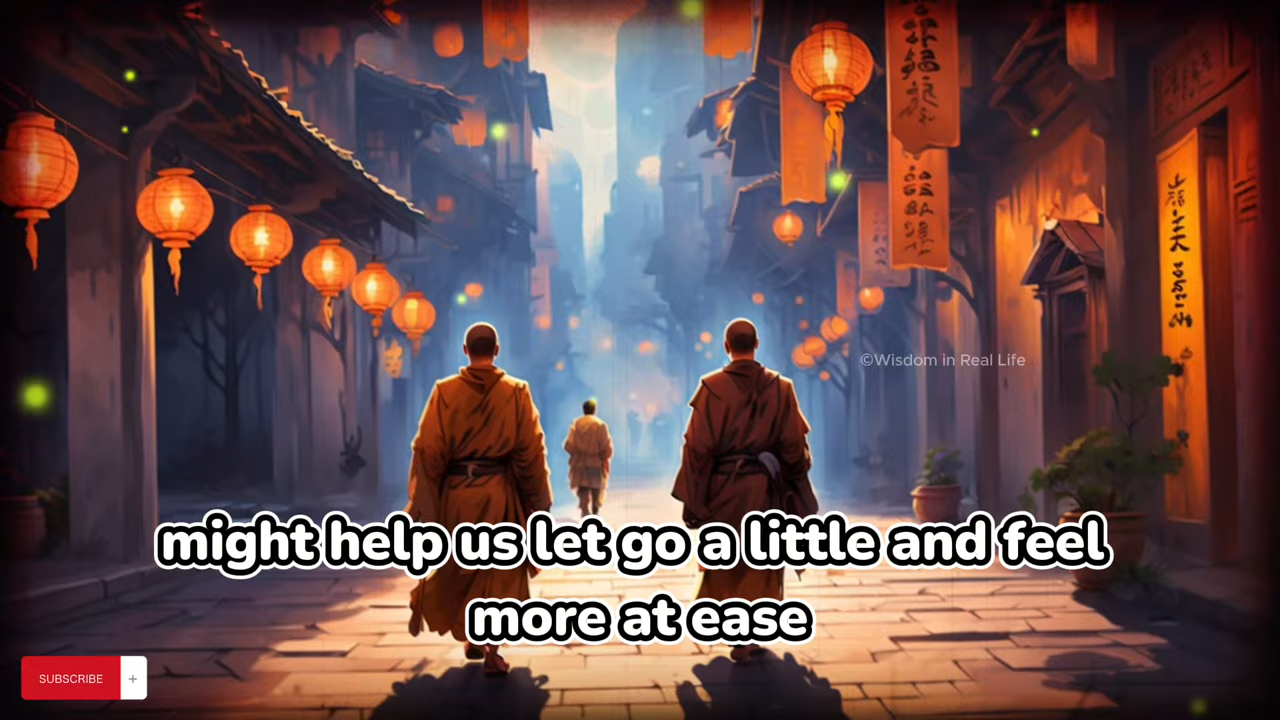 ©Wisdom in Real Life
might help us let go a little and feel
more at ease
SUBSCRIBE +